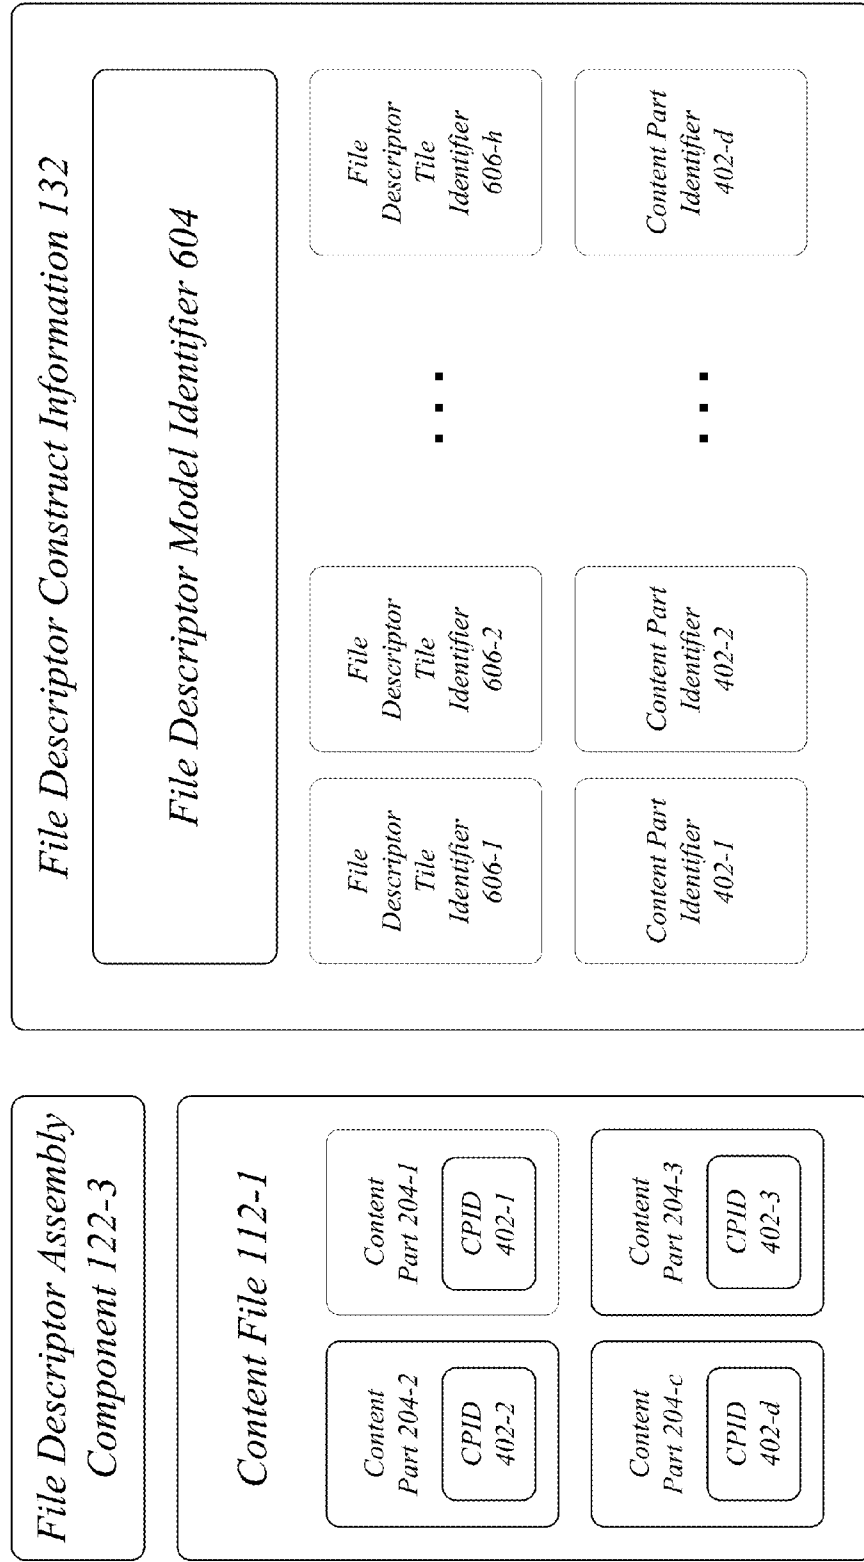 File Descriptor Assembly
Component 122-3
Content File 112-1
Content
Part 204-2
CPID
402-2
Content
Part 204-1
CPID
402-1
Content
Part 204-c
CPID
402-d
Content
Part 204-3
CPID
402-3
File Descriptor Construct Information 132
File Descriptor Model Identifier 604
File
Descriptor
Tile
Identifier
606-1
File
Descriptor
Tile
Identifier
606-2
...
File
Descriptor
Tile
Identifier
606-h
Content Part
Identifier
402-1
Content Part
Identifier
402-2
...
Content Part
Identifier
402-d